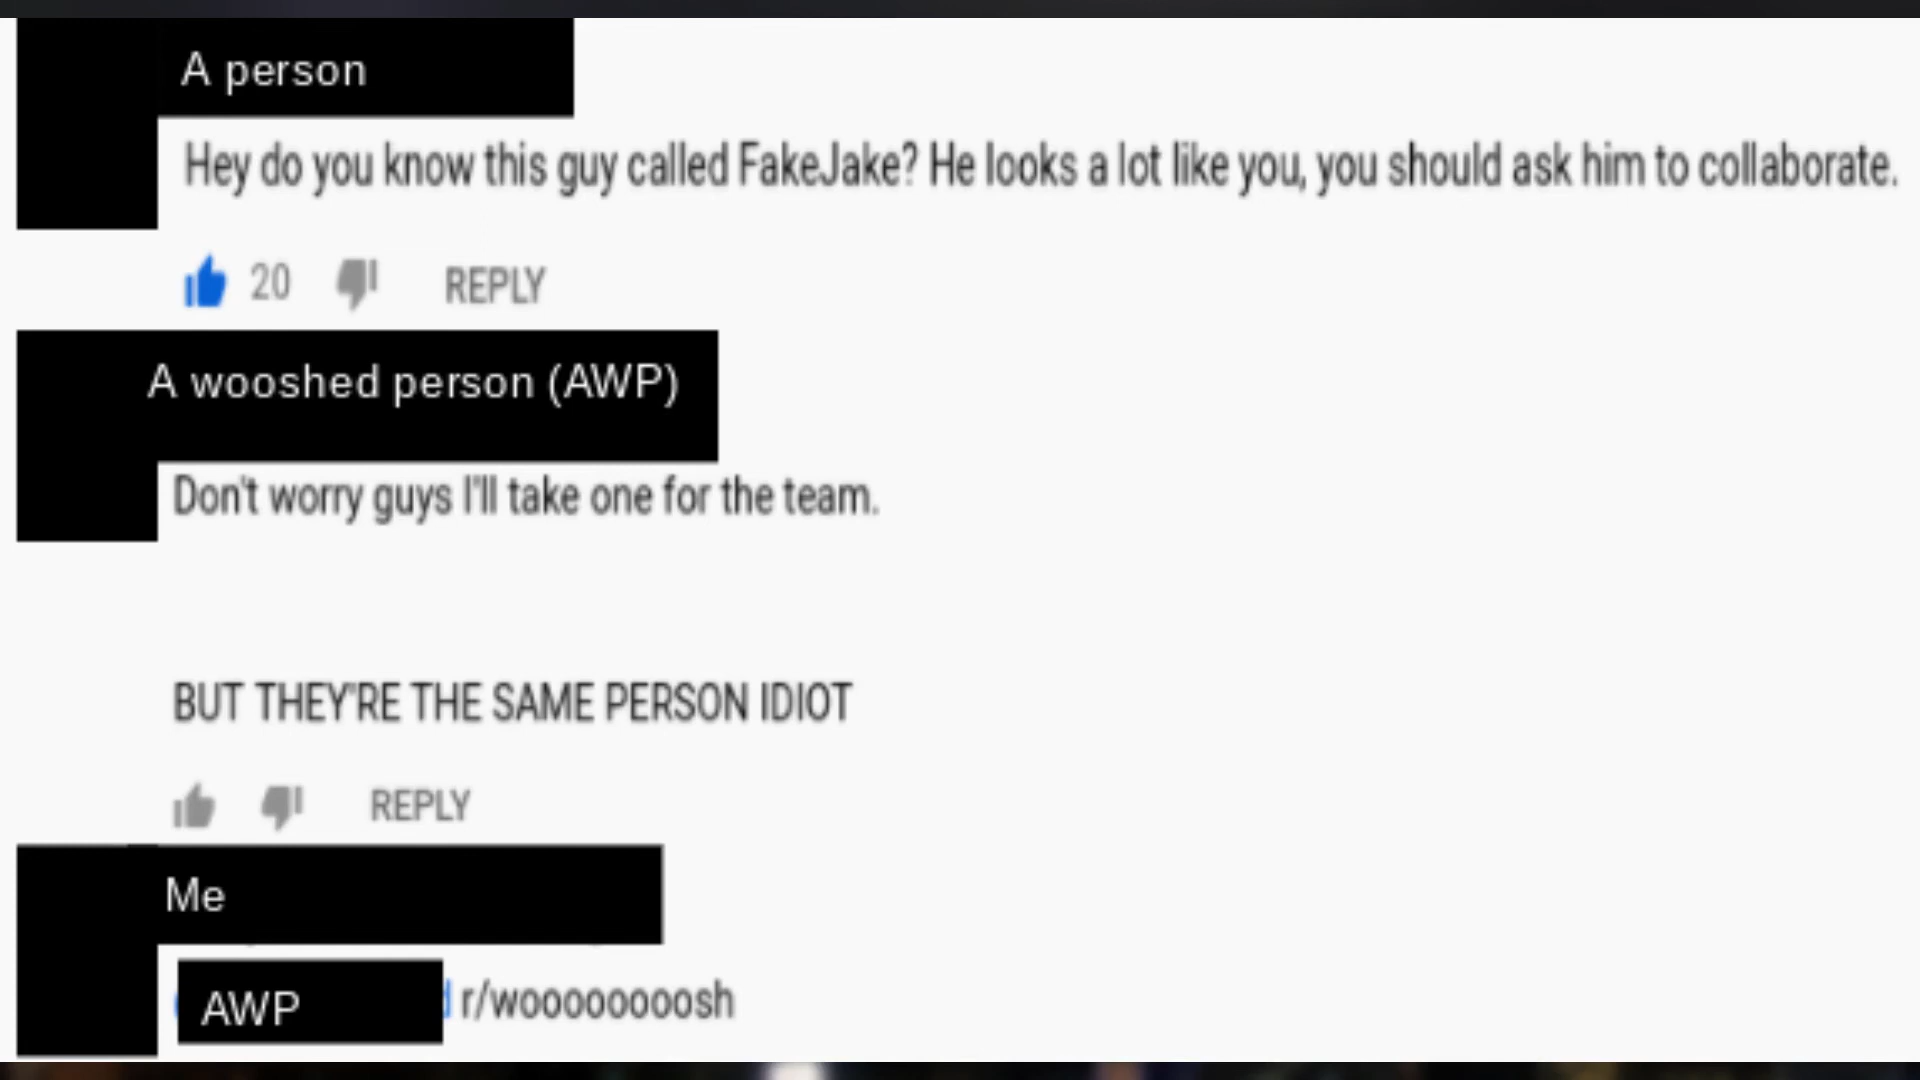 A person
Hey do you know this guy called FakeJake? He looks a lot like you, you should ask him to collaborate.
20 REPLY
A wooshed person (AWP)
Don't worry guys I'll take one for the team.
BUT THEY'RE THE SAME PERSON IDIOT
REPLY
Me
AWP r/woooooooosh